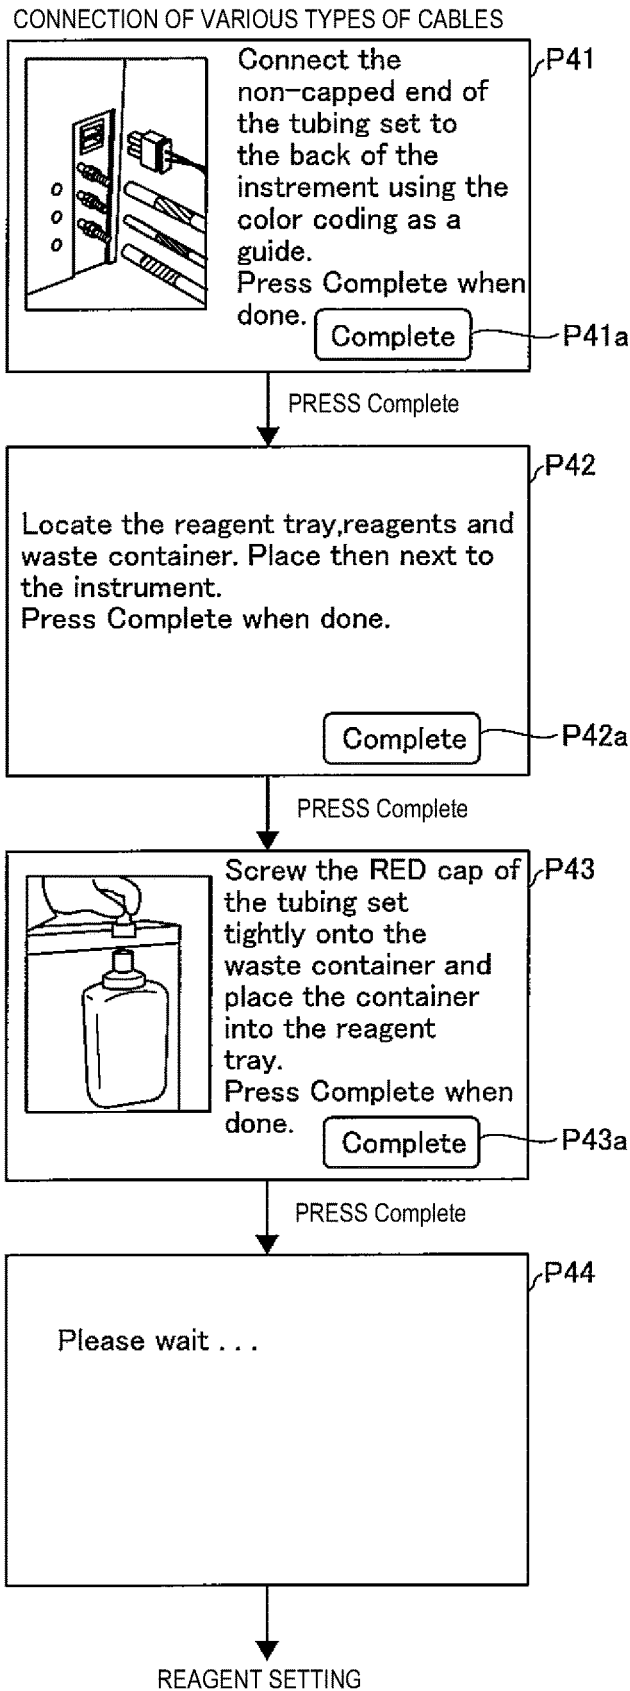 CONNECTION OF VARIOUS TYPES OF CABLES
P41
Connect the
non-capped end of
the tubing set to
the back of the
instrement using the
color coding as a
guide.
Press Complete when
done.
Complete
P41a
PRESS Complete
P42
Locate the reagent tray,reagents and
waste container. Place then next to
the instrument.
Press Complete when done.
Complete
P42a
PRESS Complete
P43
Screw the RED cap of
the tubing set
tightly onto the
waste container and
place the container
into the reagent
tray.
Press Complete when
done.
Complete
P43a
PRESS Complete
P44
Please wait . . .
REAGENT SETTING